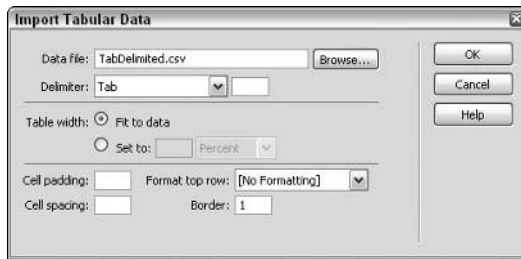 Import Tabular Data
Data file: TabDelimited.csv Browse... OK
Delimiter: Tab Cancel
Table width: Fit to data Help
Set to: Percent
Cell padding: Format top row: [No Formatting]
Cell spacing: Border: 1